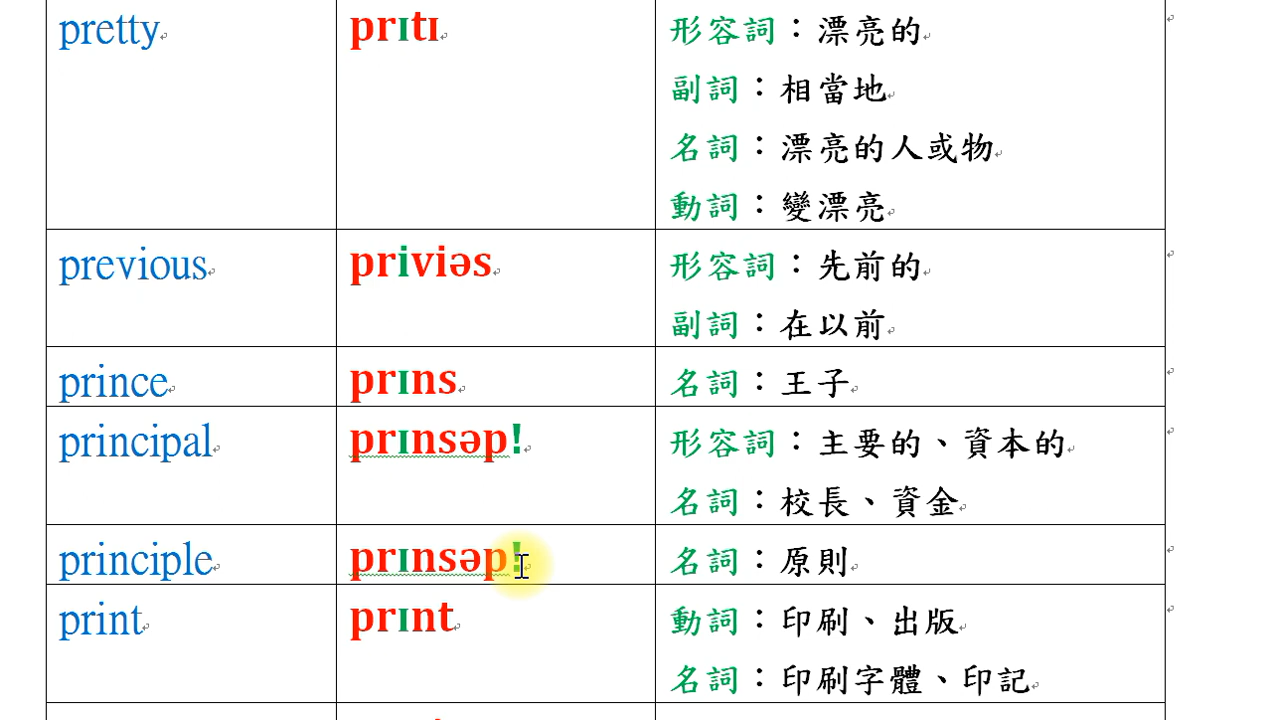 pretty prɪtɪ 形容詞：漂亮的
副詞：相當地
名詞：漂亮的人或物
動詞：變漂亮
previous priviəs 形容詞：先前的
副詞：在以前
prince prɪns 名詞：王子
principal prɪnsəp! 形容詞：主要的、資本的
名詞：校長、資金
principle prɪnsəp! 名詞：原則
print prɪnt 動詞：印刷、出版
名詞：印刷字體、印記